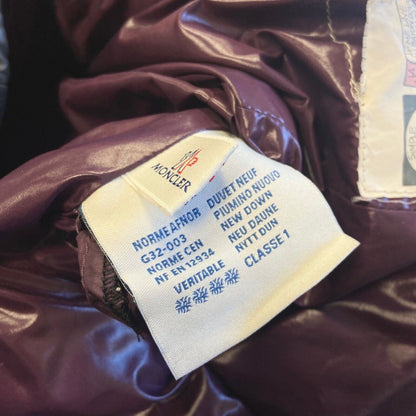 MONCLER
NORME AFNOR
G32-003
NORME CEN
NF EN 12934
VERITABLE
DUVET NEUF
PIUMINO NUOVO
NEW DOWN
NEU DAUNE
NYTT DUN
CLASSE 1